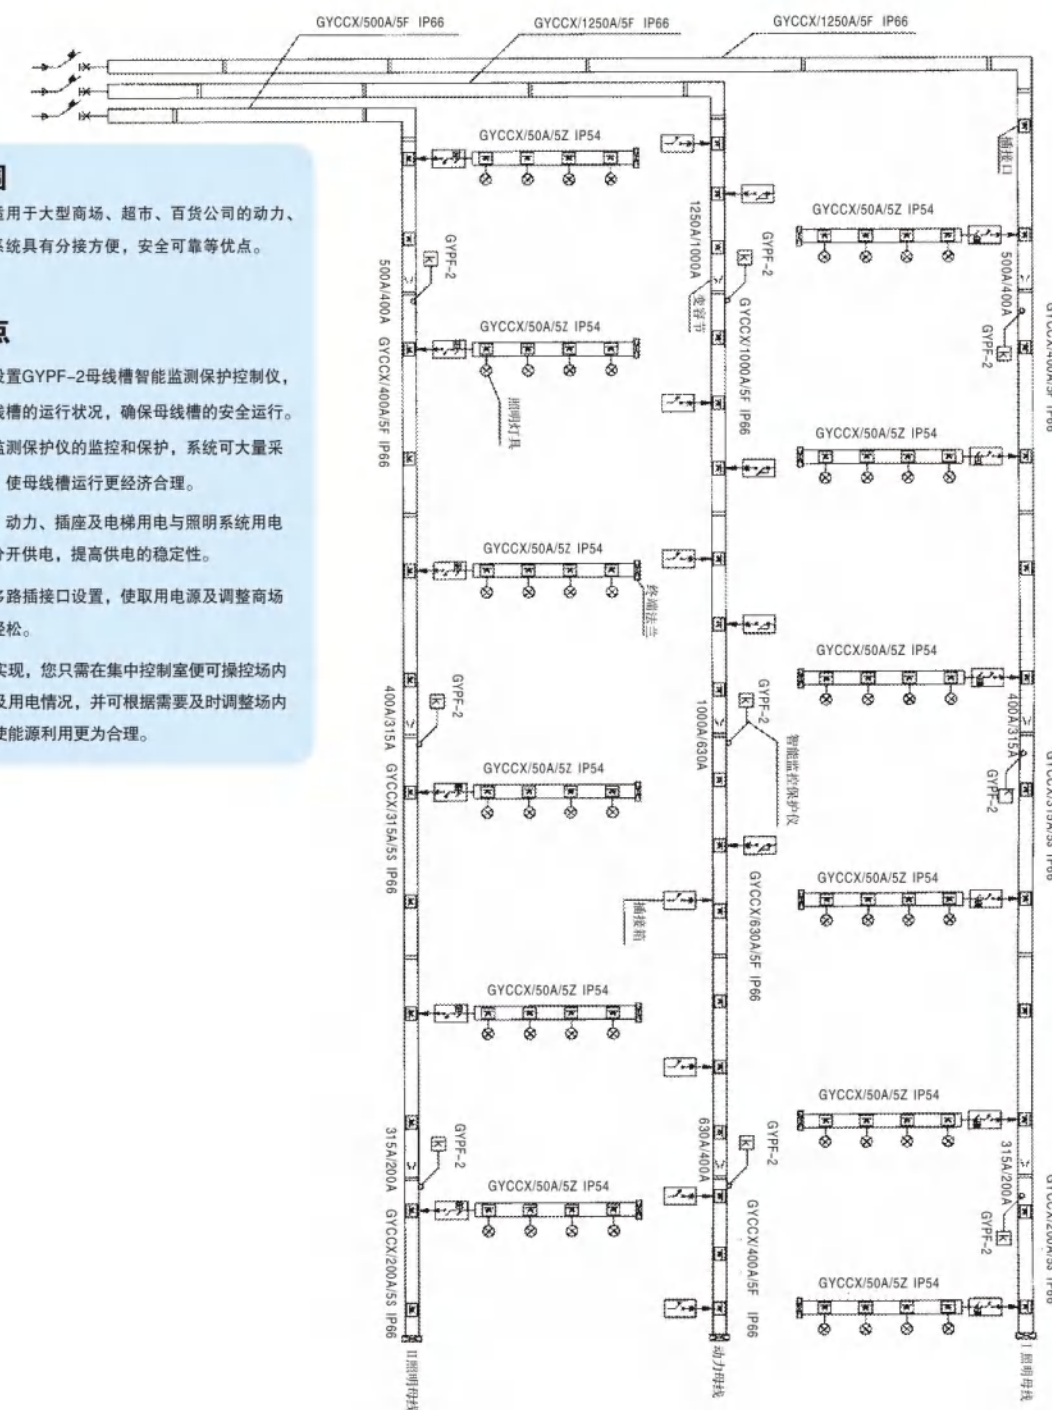 GYCCX/500A/5F IP66
GYCCX/1250A/5F IP66
GYCCX/1250A/5F IP66
围
适用于大型商场、超市、百货公司的动力、
系统具有分接方便，安全可靠等优点。
点
设置GYPF-2母线槽智能监测保护控制仪，
线槽的运行状况，确保母线槽的安全运行。
监测保护仪的监控和保护，系统可大量采
，使母线槽运行更经济合理。
、动力、插座及电梯用电与照明系统用电
分开供电，提高供电的稳定性。
多路插接口设置，使取用电源及调整商场
轻松。
实现，您只需在集中控制室便可操控场内
及用电情况，并可根据需要及时调整场内
使能源利用更为合理。
GYCCX/50A/5Z IP54
GYPF-2
K
500A/400A
GYCCX/400A/5F IP66
GYCCX/50A/5Z IP54
照明灯具
GYCCX/50A/5Z IP54
终端法兰
GYPF-2
K
400A/315A
GYCCX/315A/5S IP66
GYCCX/50A/5Z IP54
GYCCX/50A/5Z IP54
GYPF-2
K
315A/200A
GYCCX/200A/5S IP66
GYCCX/50A/5Z IP54
II照明母线
1250A/1000A
GYPF-2
K
变容节
GYCCX/1000A/5F IP66
GYPF-2
K
1000A/630A
智能监控保护仪
插接箱
GYCCX/630A/5F IP66
GYPF-2
K
630A/400A
GYCCX/400A/5F IP66
动力母线
插接口
GYCCX/50A/5Z IP54
500A/400A
GYPF-2
K
GYCCX/400A/5F IP66
GYCCX/50A/5Z IP54
GYCCX/50A/5Z IP54
400A/315A
GYPF-2
K
GYCCX/315A/5S IP66
GYCCX/50A/5Z IP54
GYCCX/50A/5Z IP54
315A/200A
GYPF-2
K
GYCCX/200A/5S IP66
GYCCX/50A/5Z IP54
I 照明母线